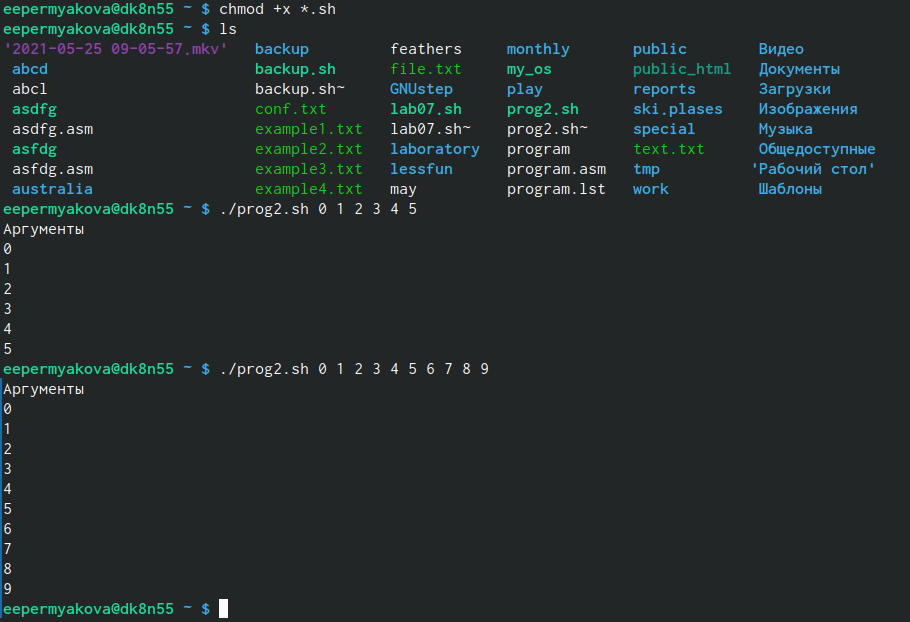 eepermyakova@dk8n55 ~ $ chmod +x *.sh
eepermyakova@dk8n55 ~ $ ls
'2021-05-25 09-05-57.mkv' backup feathers monthly public Видео
abcd backup.sh file.txt my_os public_html Документы
abcl backup.sh~ GNUstep play reports Загрузки
asdfg conf.txt lab07.sh prog2.sh ski.plases Изображения
asdfg.asm example1.txt lab07.sh~ prog2.sh~ special Музыка
asfdg example2.txt laboratory program text.txt Общедоступные
asfdg.asm example3.txt lessfun program.asm tmp 'Рабочий стол'
australia example4.txt may program.lst work Шаблоны
eepermyakova@dk8n55 ~ $ ./prog2.sh 0 1 2 3 4 5
Аргументы
0
1
2
3
4
5
eepermyakova@dk8n55 ~ $ ./prog2.sh 0 1 2 3 4 5 6 7 8 9
Аргументы
0
1
2
3
4
5
6
7
8
9
eepermyakova@dk8n55 ~ $